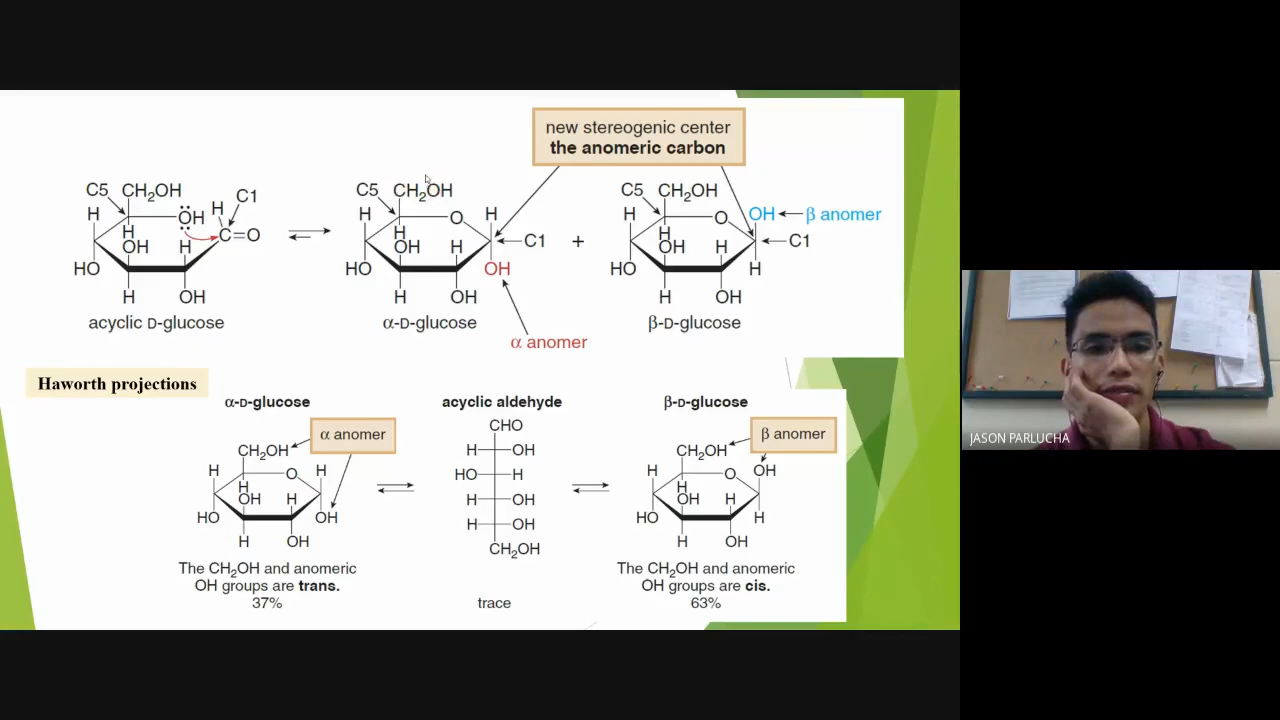 new stereogenic center
the anomeric carbon
C5 CH₂OH
H
ÖH
H
C1
C=O
H
OH
H
HO
H
OH
acyclic D-glucose
C5 CH₂OH
H
O
H
H
OH
H
C1
HO
OH
H
OH
α-D-glucose
α anomer
+
C5 CH₂OH
H
O
OH
β anomer
H
OH
H
C1
HO
H
H
OH
β-D-glucose
Haworth projections
α-D-glucose
α anomer
CH₂OH
H
O
H
H
OH
H
HO
OH
H
OH
The CH₂OH and anomeric
OH groups are trans.
37%
acyclic aldehyde
CHO
H OH
HO H
H OH
H OH
CH₂OH
trace
β-D-glucose
β anomer
CH₂OH
H
O
OH
H
OH
H
HO
H
H
OH
The CH₂OH and anomeric
OH groups are cis.
63%
JASON PARLUCHA